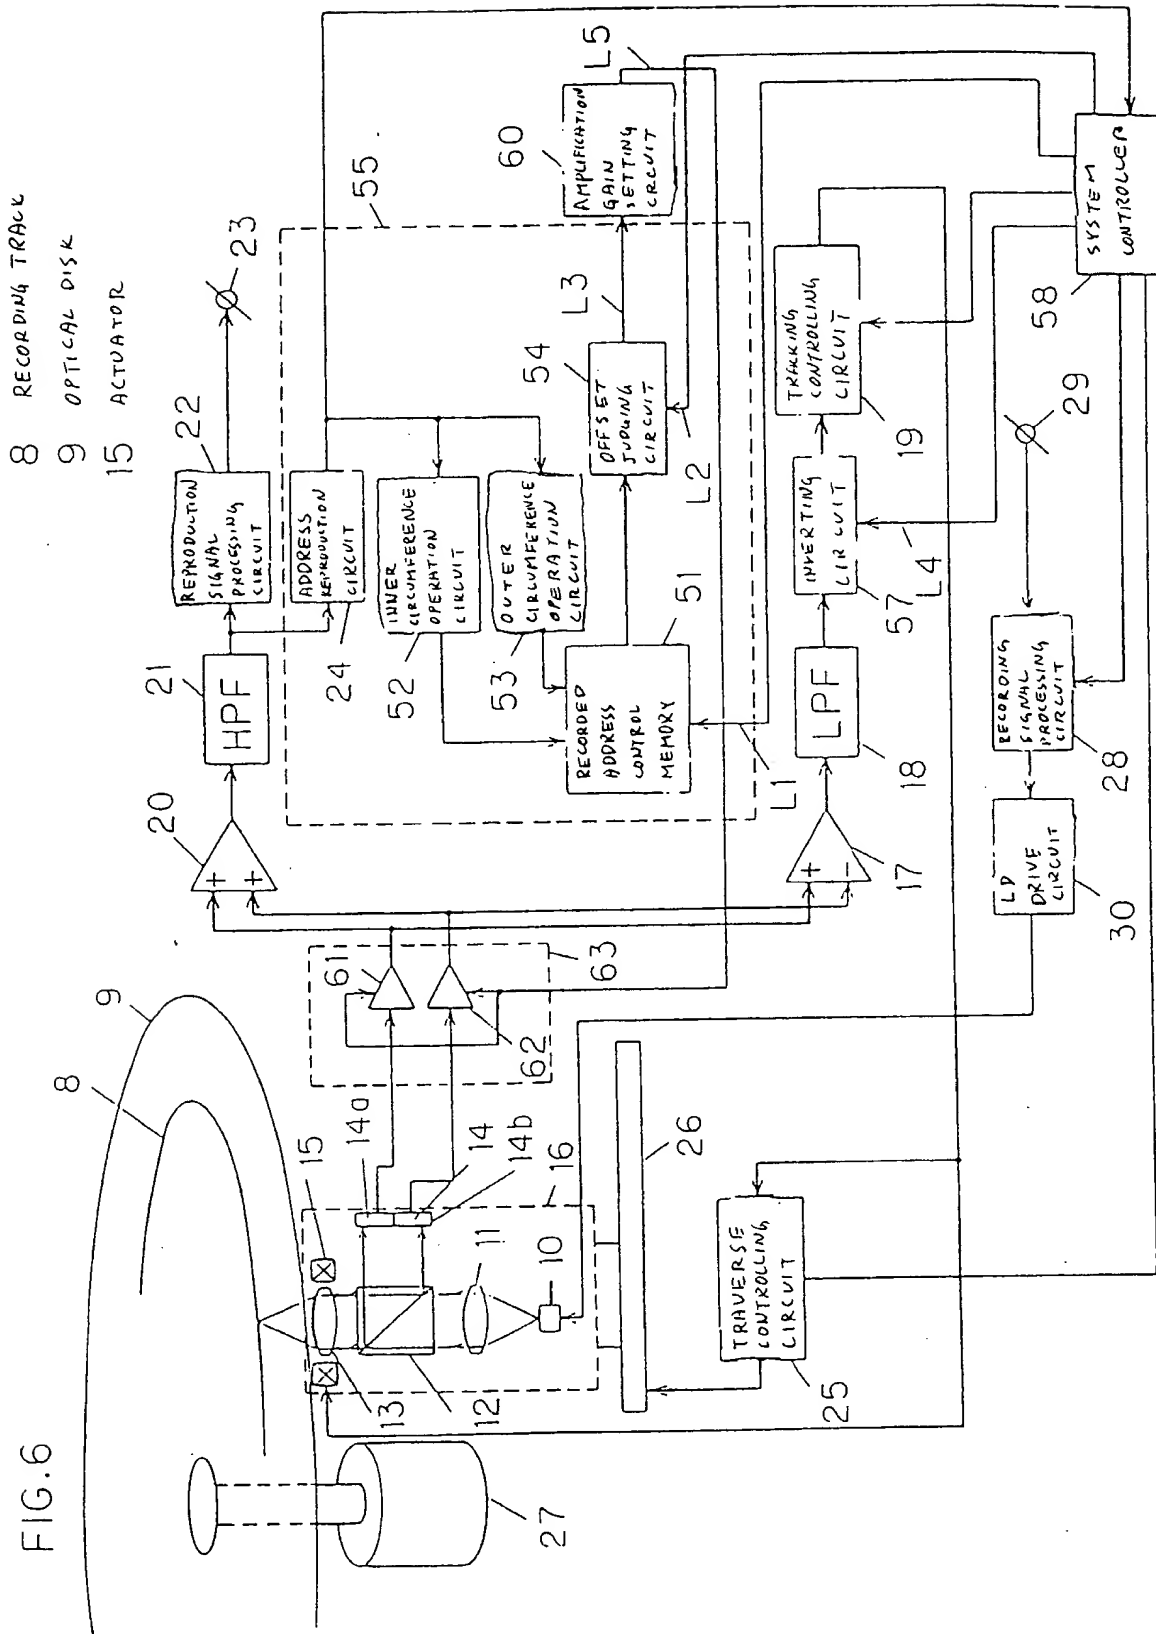 FIG.6
8 RECORDING TRACK
9 OPTICAL DISK
15 ACTUATOR
8
9
15
14a
14
14b
16
11
10
13
12
27
26
TRAVERSE
CONTROLLING
CIRCUIT
25
61
62
63
20
+
+
21
HPF
REPRODUCTION
SIGNAL
PROCESSING
CIRCUIT
22
23
ADDRESS
REPRODUCTION
CIRCUIT
24
55
INNER
CIRCUMFERENCE
OPERATION
CIRCUIT
52
OUTER
CIRCUMFERENCE
OPERATION
CIRCUIT
53
RECORDED
ADDRESS
CONTROL
MEMORY
51
OFFSET
JUDGING
CIRCUIT
54
L3
L2
L1
60
AMPLIFICATION
GAIN
SETTING
CIRCUIT
L5
+
-
17
LPF
18
INVERTING
CIRCUIT
57
L4
TRACKING
CONTROLLING
CIRCUIT
19
58
SYSTEM
CONTROLLER
29
RECORDING
SIGNAL
PROCESSING
CIRCUIT
28
LD
DRIVE
CIRCUIT
30